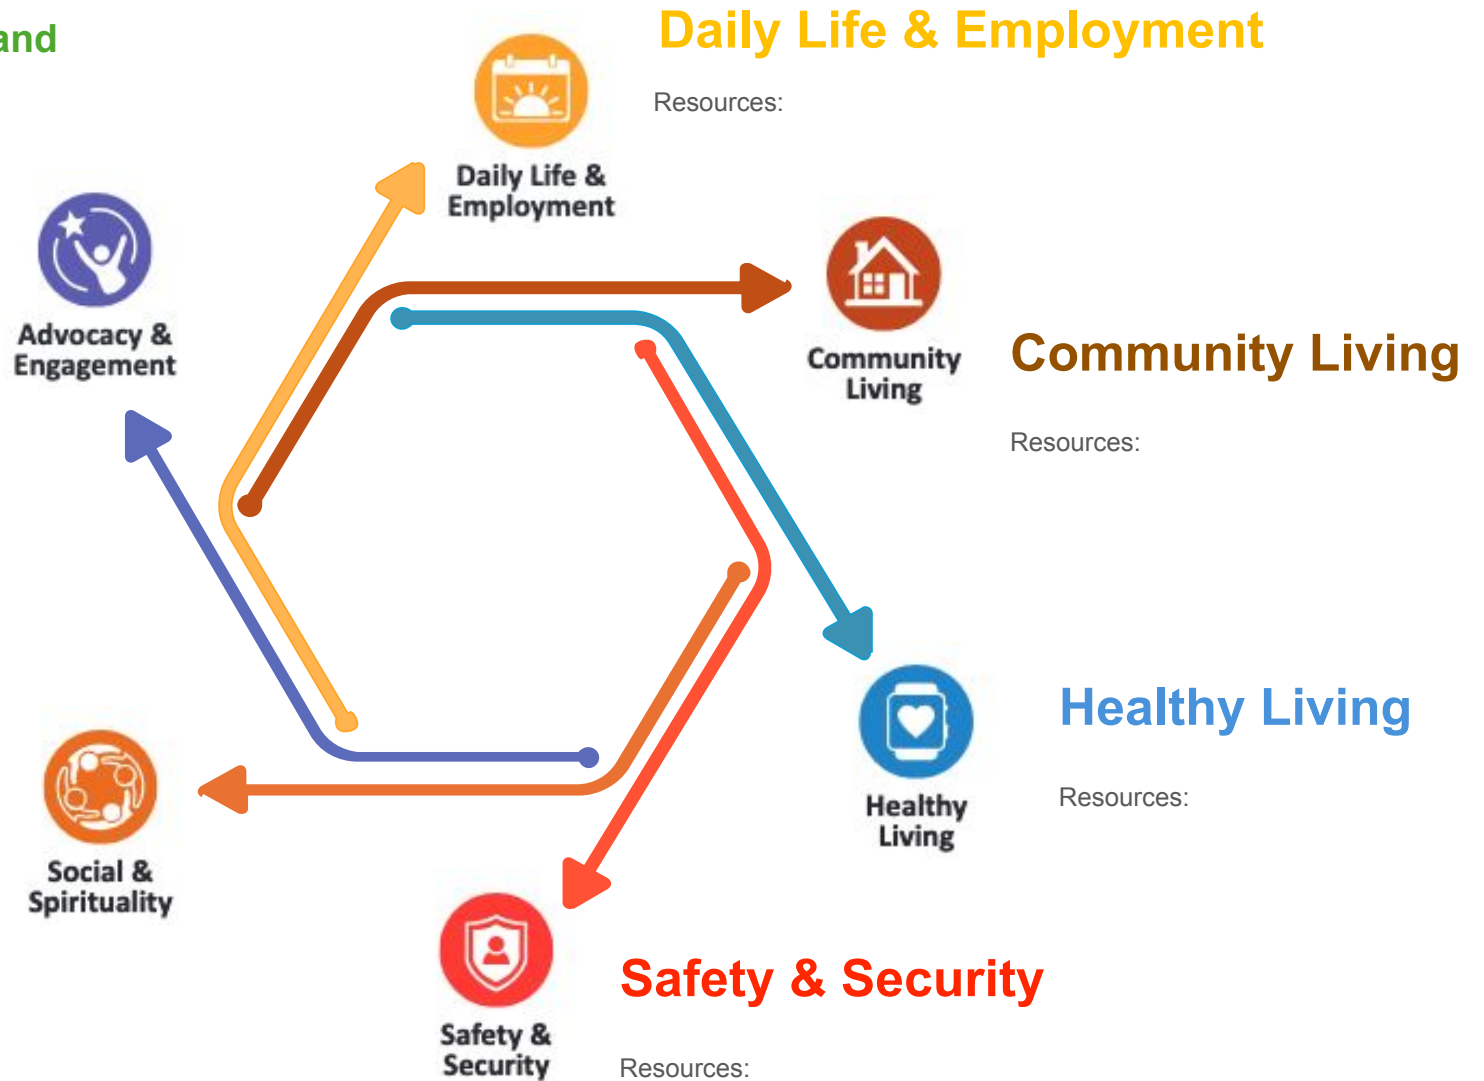 and
Daily Life & Employment
Resources:
Daily Life &
Employment
Advocacy &
Engagement
Community
Living
Community Living
Resources:
Healthy Living
Resources:
Healthy
Living
Social &
Spirituality
Safety & Security
Resources:
Safety &
Security